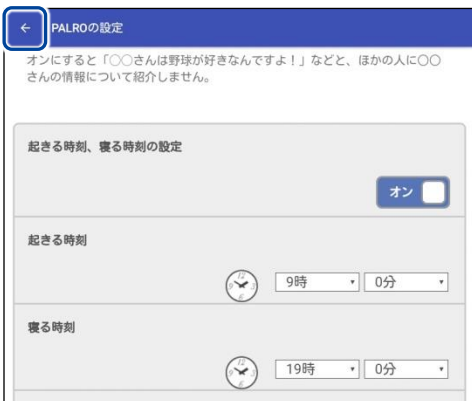 ← PALROの設定
オンにすると「○○さんは野球が好きなんですよ！」などと、ほかの人に○○
さんの情報について紹介しません。
起きる時刻、寝る時刻の設定
オン
起きる時刻
9時 0分
寝る時刻
19時 0分